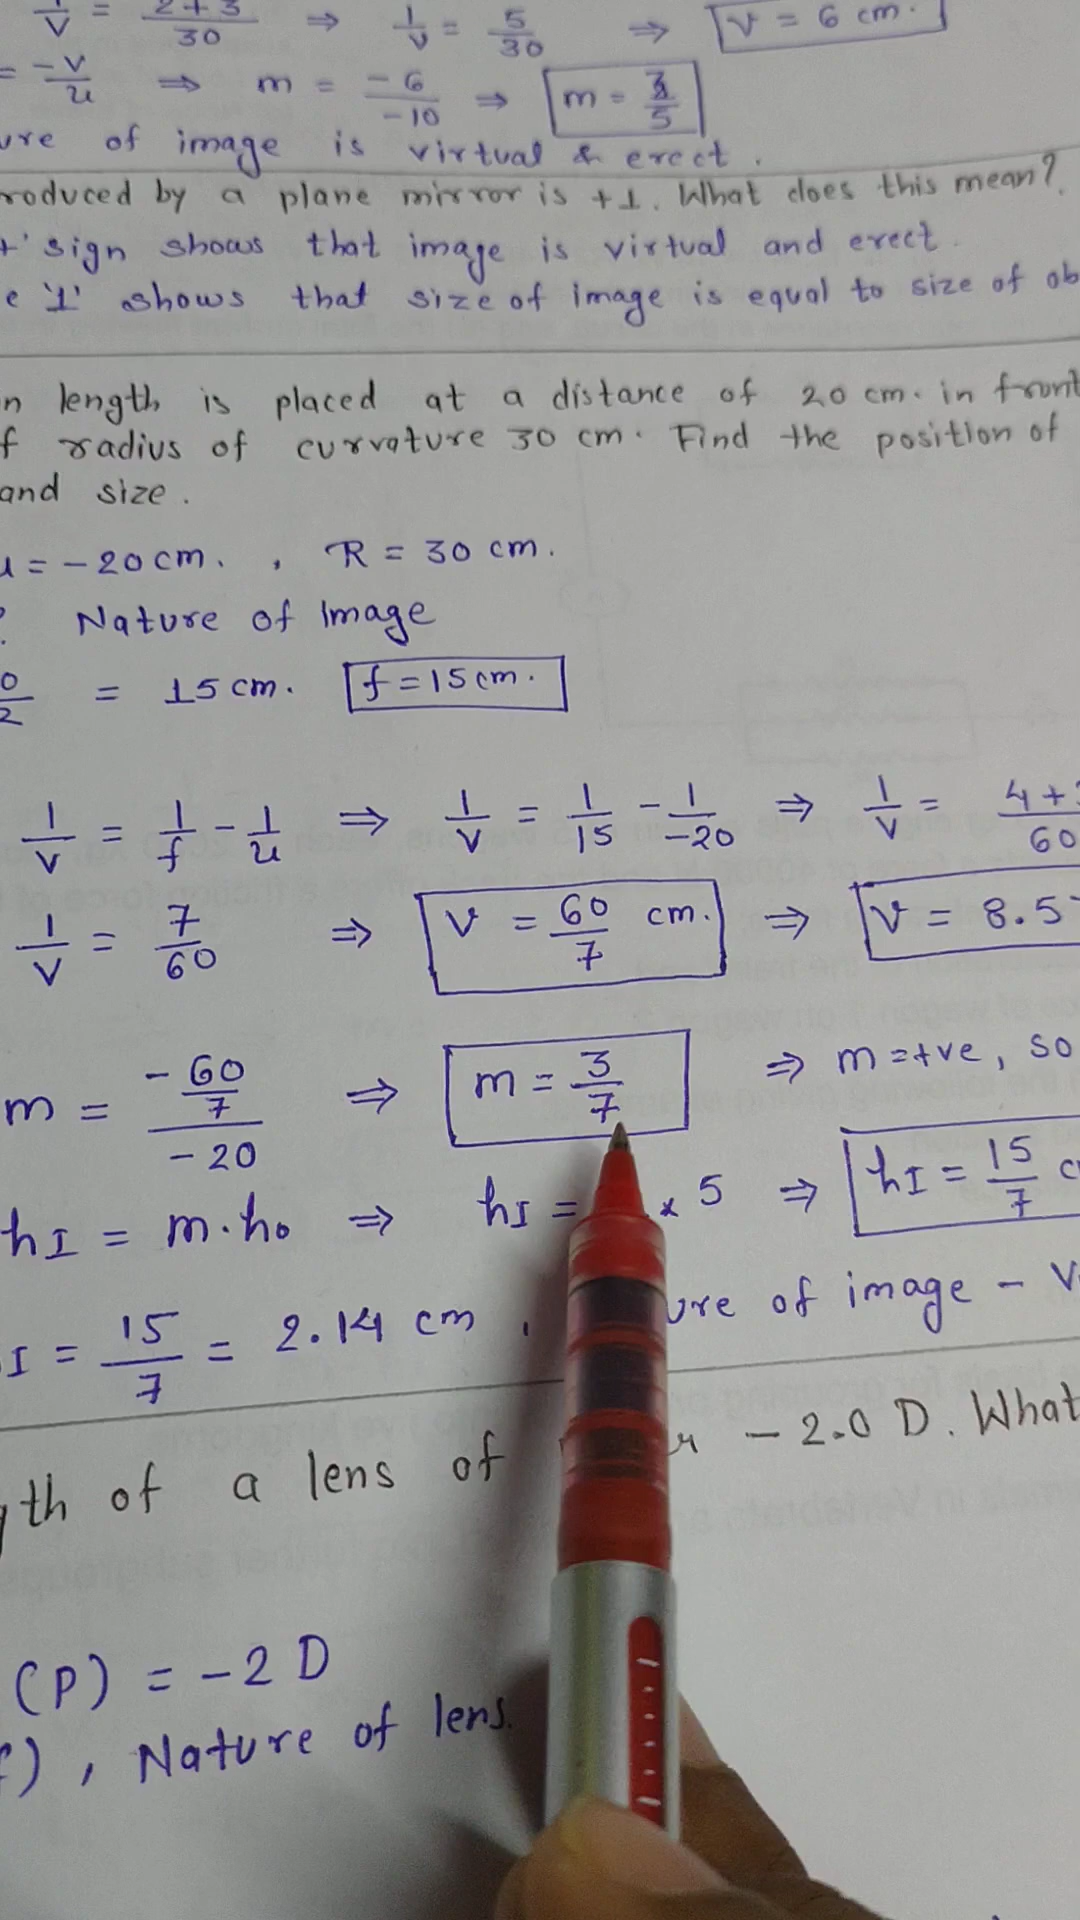 1/v = 2+3/30 ⇒ 1/v = 5/30 ⇒ v = 6 cm.
= -v/u ⇒ m = -6/-10 ⇒ m = 3/5
ure of image is virtual & erect.
roduced by a plane mirror is +1. What does this mean?
+' sign shows that image is virtual and erect.
e '1' shows that size of image is equal to size of ob
n length is placed at a distance of 20 cm. in front
f radius of curvature 30 cm. Find the position of
and size.
u = -20 cm. , R = 30 cm.
? Nature of Image
0/2 = 15 cm. f = 15 cm.
1/v = 1/f - 1/u ⇒ 1/v = 1/15 - 1/-20 ⇒ 1/v = 4+3/60
1/v = 7/60 ⇒ v = 60/7 cm. ⇒ v = 8.5
m = -60/7/-20 ⇒ m = 3/7 ⇒ m = +ve, so
hI = m.ho ⇒ hI = x 5 ⇒ hI = 15/7 c
I = 15/7 = 2.14 cm , ure of image - V
gth of a lens of r -2.0 D. What
(P) = -2 D
f) , Nature of lens.